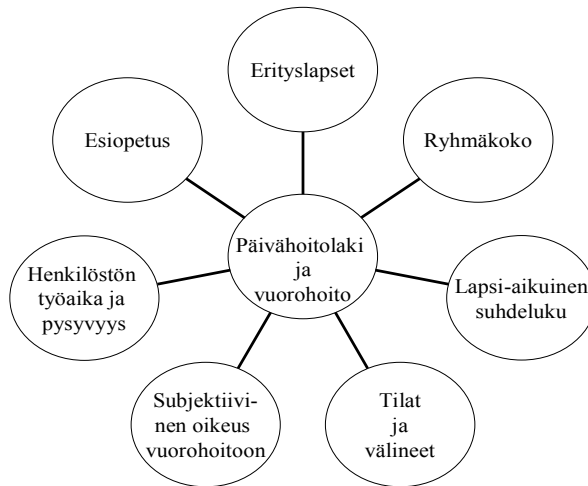 Erityslapset
Esiopetus
Ryhmäkoko
Päivähoitolaki
ja
vuorohoito
Henkilöstön
työaika ja
pysyvyys
Lapsi-aikuinen
suhdeluku
Subjektiivi-
nen oikeus
vuorohoitoon
Tilat
ja
välineet